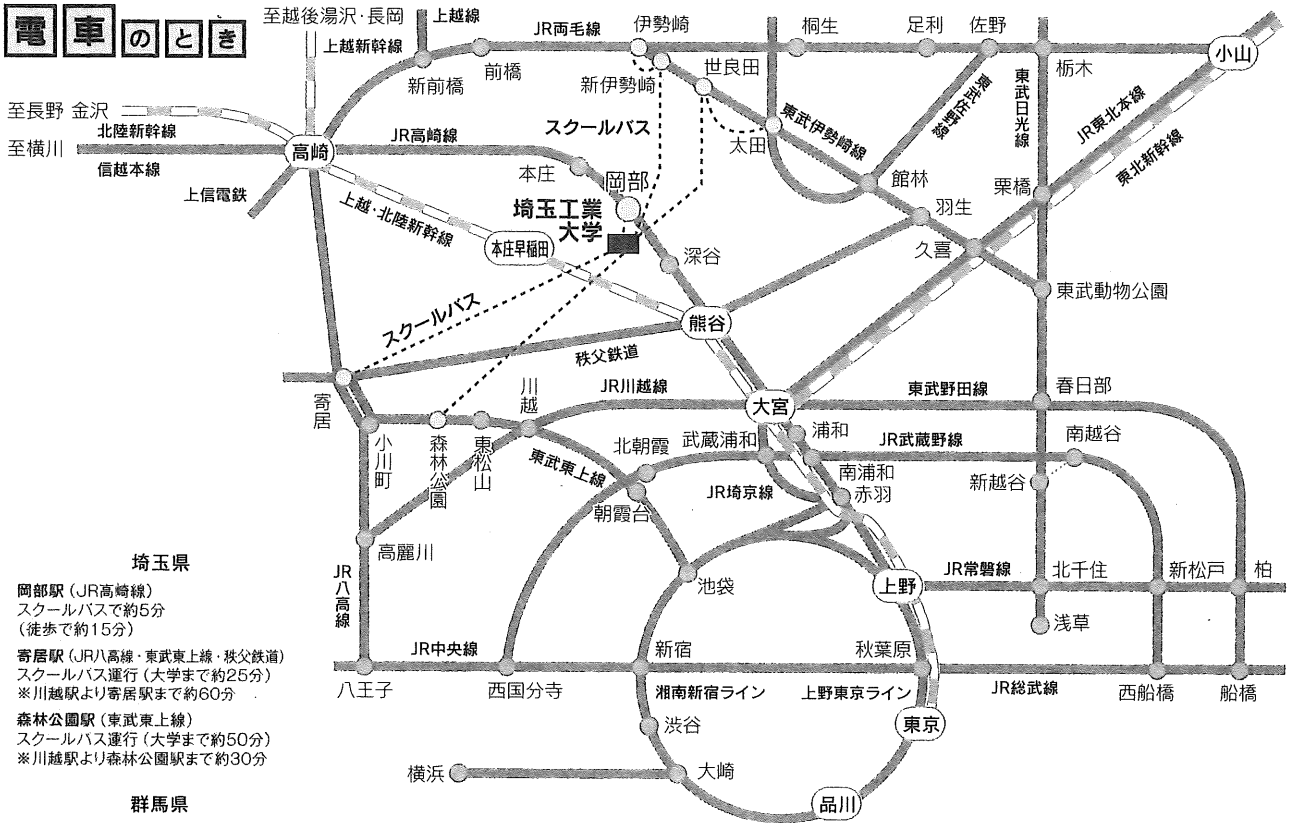 電車のとき
至越後湯沢・長岡
上越線
上越新幹線
JR両毛線
伊勢崎
桐生
足利
佐野
小山
新前橋
前橋
新伊勢崎
世良田
栃木
東武日光線
東武佐野線
JR東北本線
東北新幹線
至長野 金沢
北陸新幹線
至横川
信越本線
高崎
JR高崎線
スクールバス
東武伊勢崎線
太田
本庄
岡部
館林
栗橋
上信電鉄
上越・北陸新幹線
埼玉工業
大学
羽生
本庄早稲田
深谷
久喜
東武動物公園
スクールバス
熊谷
秩父鉄道
寄居
川越
JR川越線
大宮
東武野田線
春日部
小川町
森林公園
東松山
東武東上線
北朝霞
武蔵浦和
浦和
JR武蔵野線
南越谷
南浦和
新越谷
JR埼京線
赤羽
朝霞台
高麗川
JR八高線
池袋
上野
JR常磐線
北千住
新松戸
柏
浅草
JR中央線
新宿
秋葉原
八王子
西国分寺
湘南新宿ライン
上野東京ライン
JR総武線
西船橋
船橋
渋谷
東京
横浜
大崎
品川
埼玉県
岡部駅(JR高崎線)
スクールバスで約5分
(徒歩で約15分)
寄居駅(JR八高線・東武東上線・秩父鉄道)
スクールバス運行(大学まで約25分)
※川越駅より寄居駅まで約60分
森林公園駅(東武東上線)
スクールバス運行(大学まで約50分)
※川越駅より森林公園駅まで約30分
群馬県